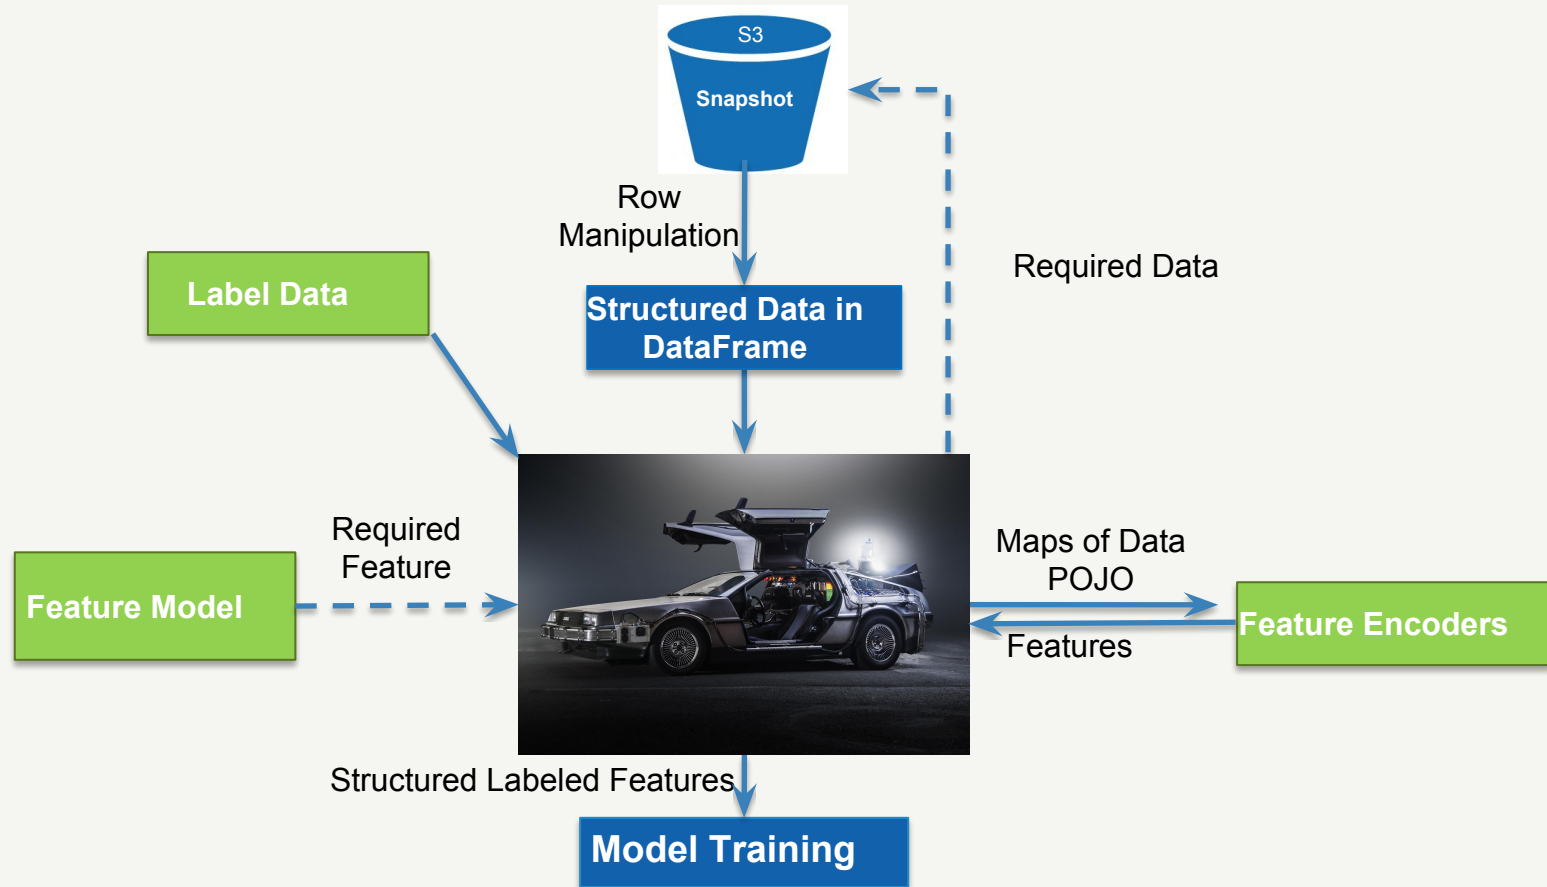 S3
Snapshot
Row
Manipulation
Required Data
Label Data
Structured Data in
DataFrame
Required
Feature
Feature Model
Maps of Data
POJO
Feature Encoders
Features
Structured Labeled Features
Model Training